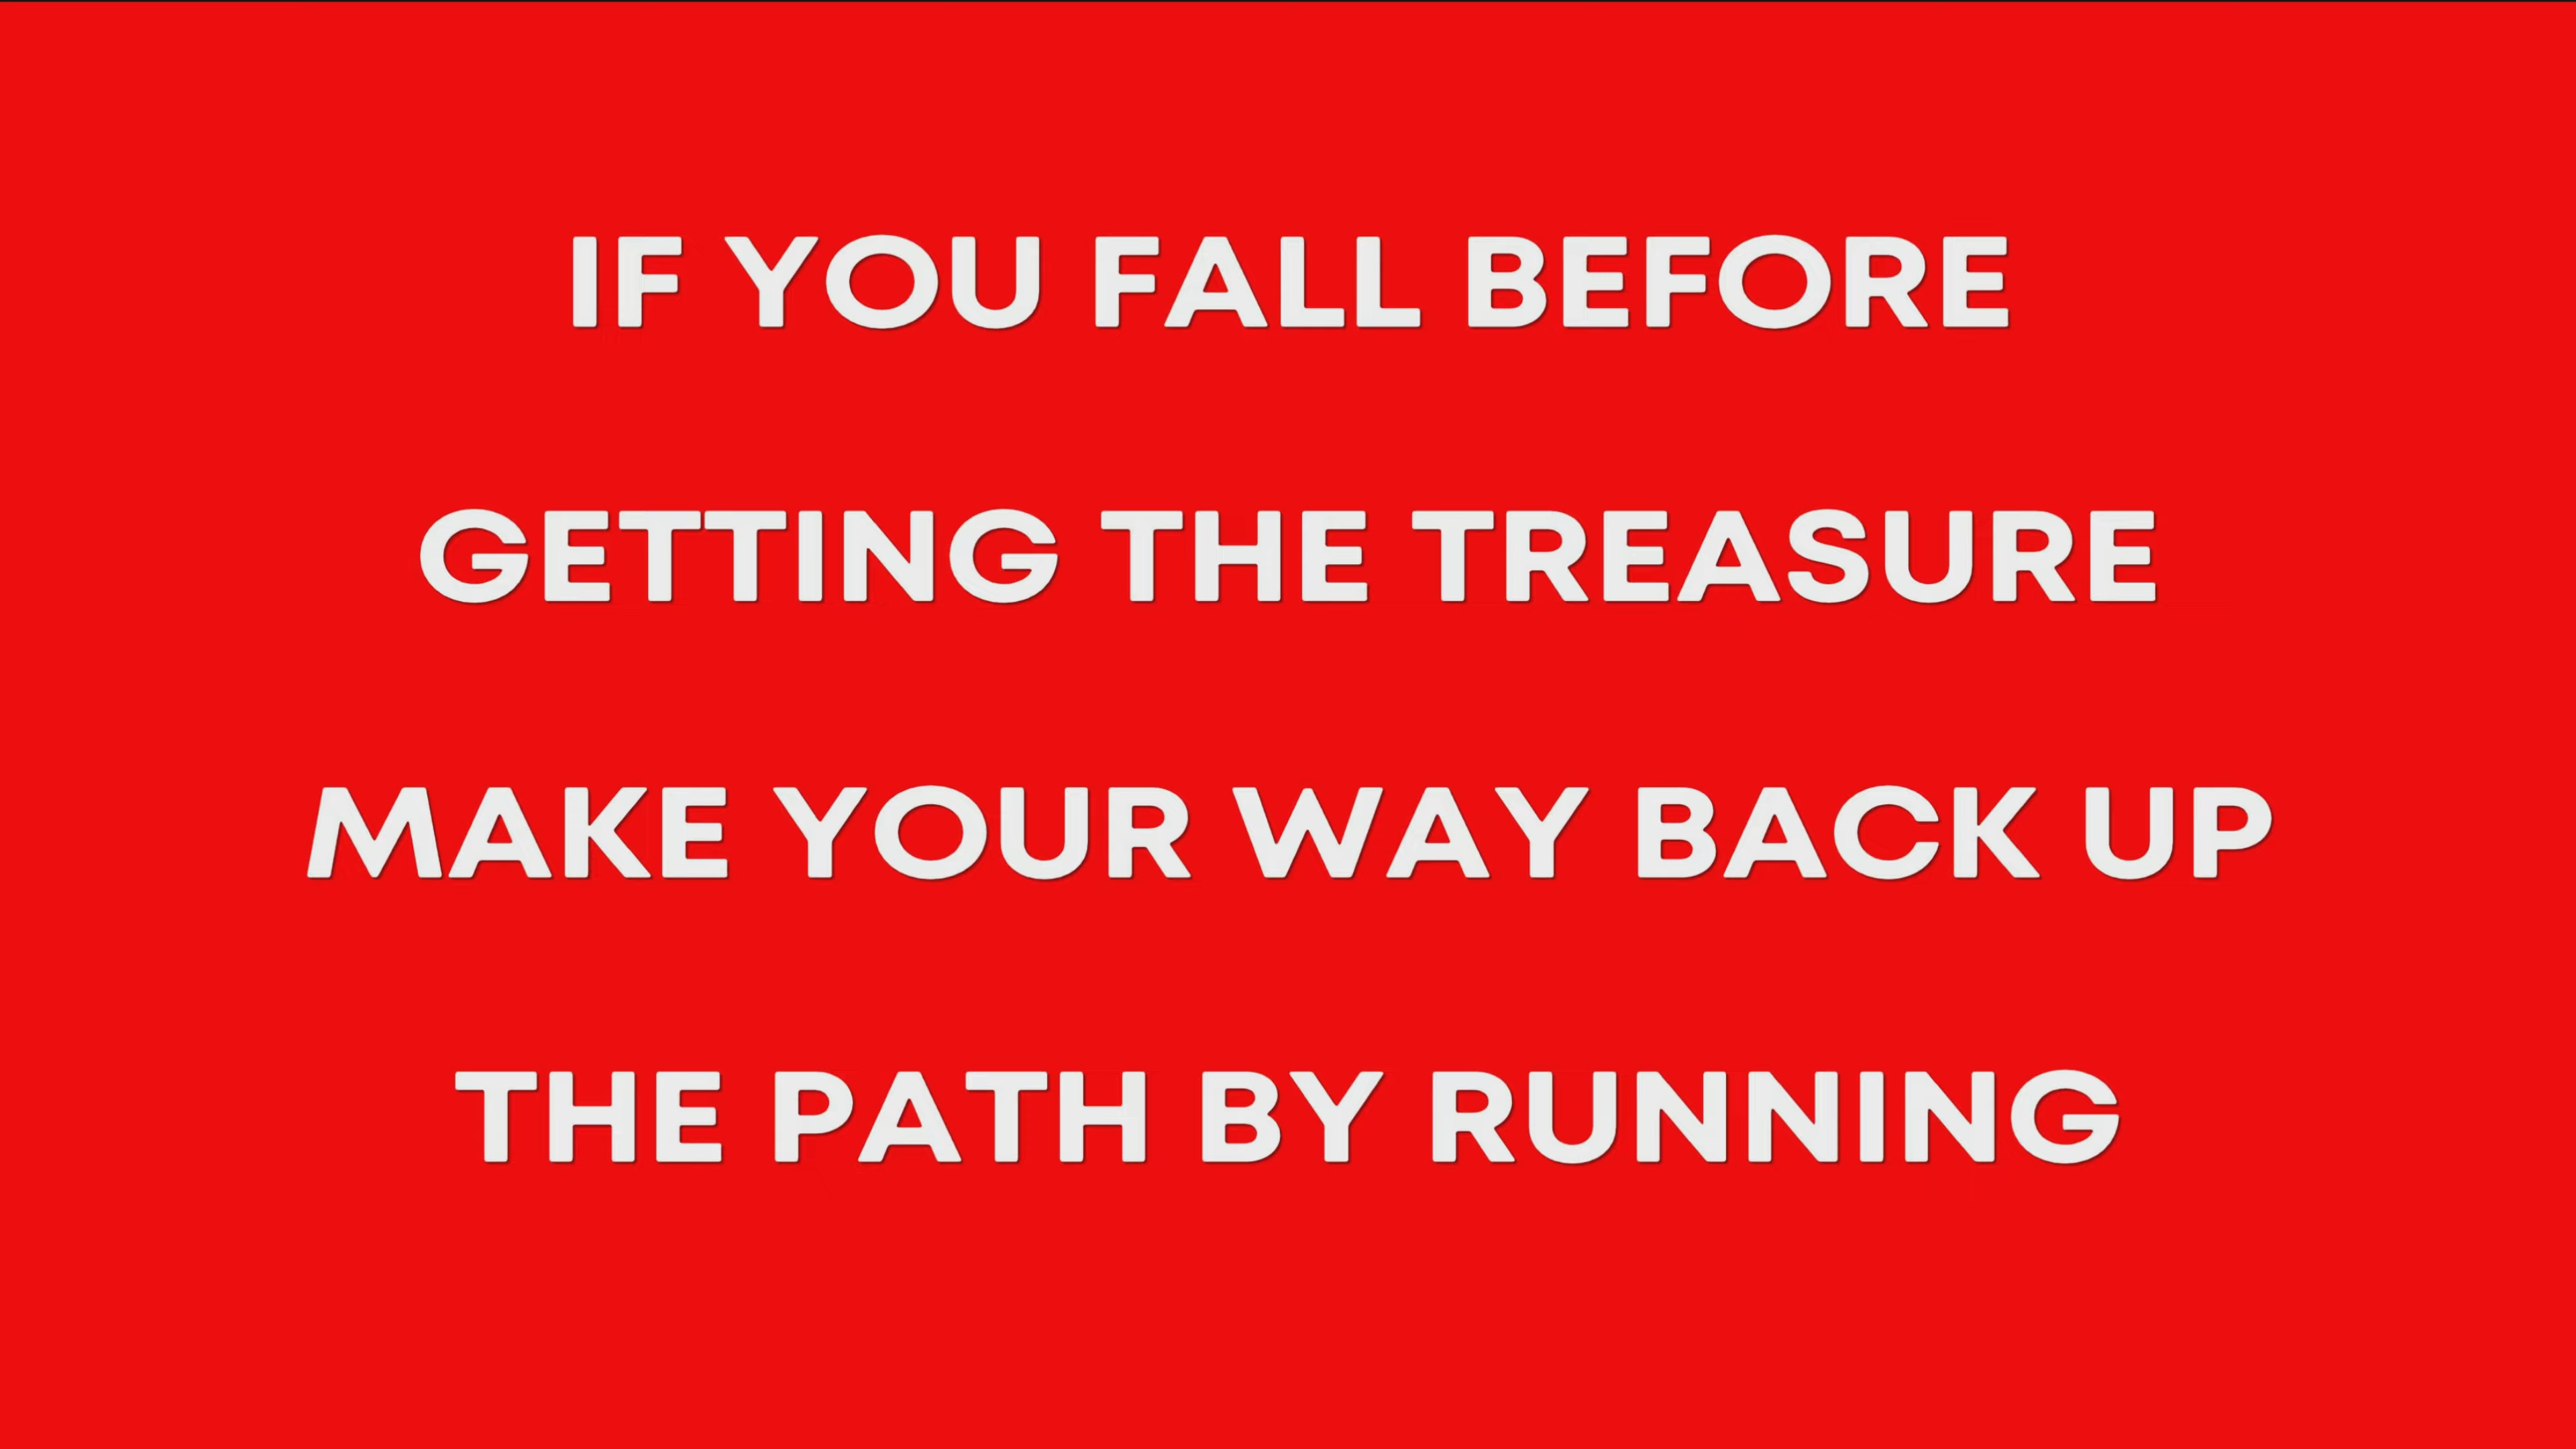 IF YOU FALL BEFORE
GETTING THE TREASURE
MAKE YOUR WAY BACK UP
THE PATH BY RUNNING